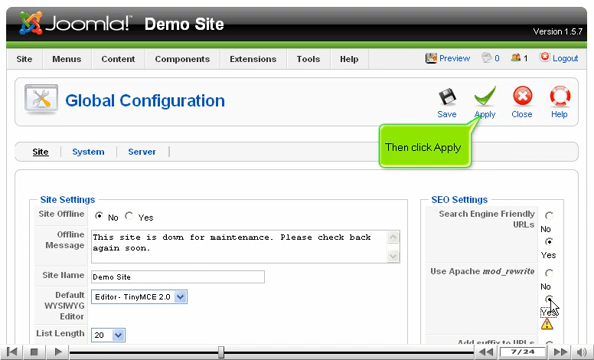 Joomla! Demo Site
Version 1.5.7
Site Menus Content Components Extensions Tools Help Preview 0 1 Logout
Global Configuration
Save Apply Close Help
Then click Apply
Site System Server
Site Settings
Site Offline No Yes
Offline Message
This site is down for maintenance. Please check back
again soon.
Site Name Demo Site
Default WYSIWYG Editor
Editor - TinyMCE 2.0
List Length 20
SEO Settings
Search Engine Friendly
URLs
No
Yes
Use Apache mod_rewrite
No
Yes
Add suffix to URLs
7/24